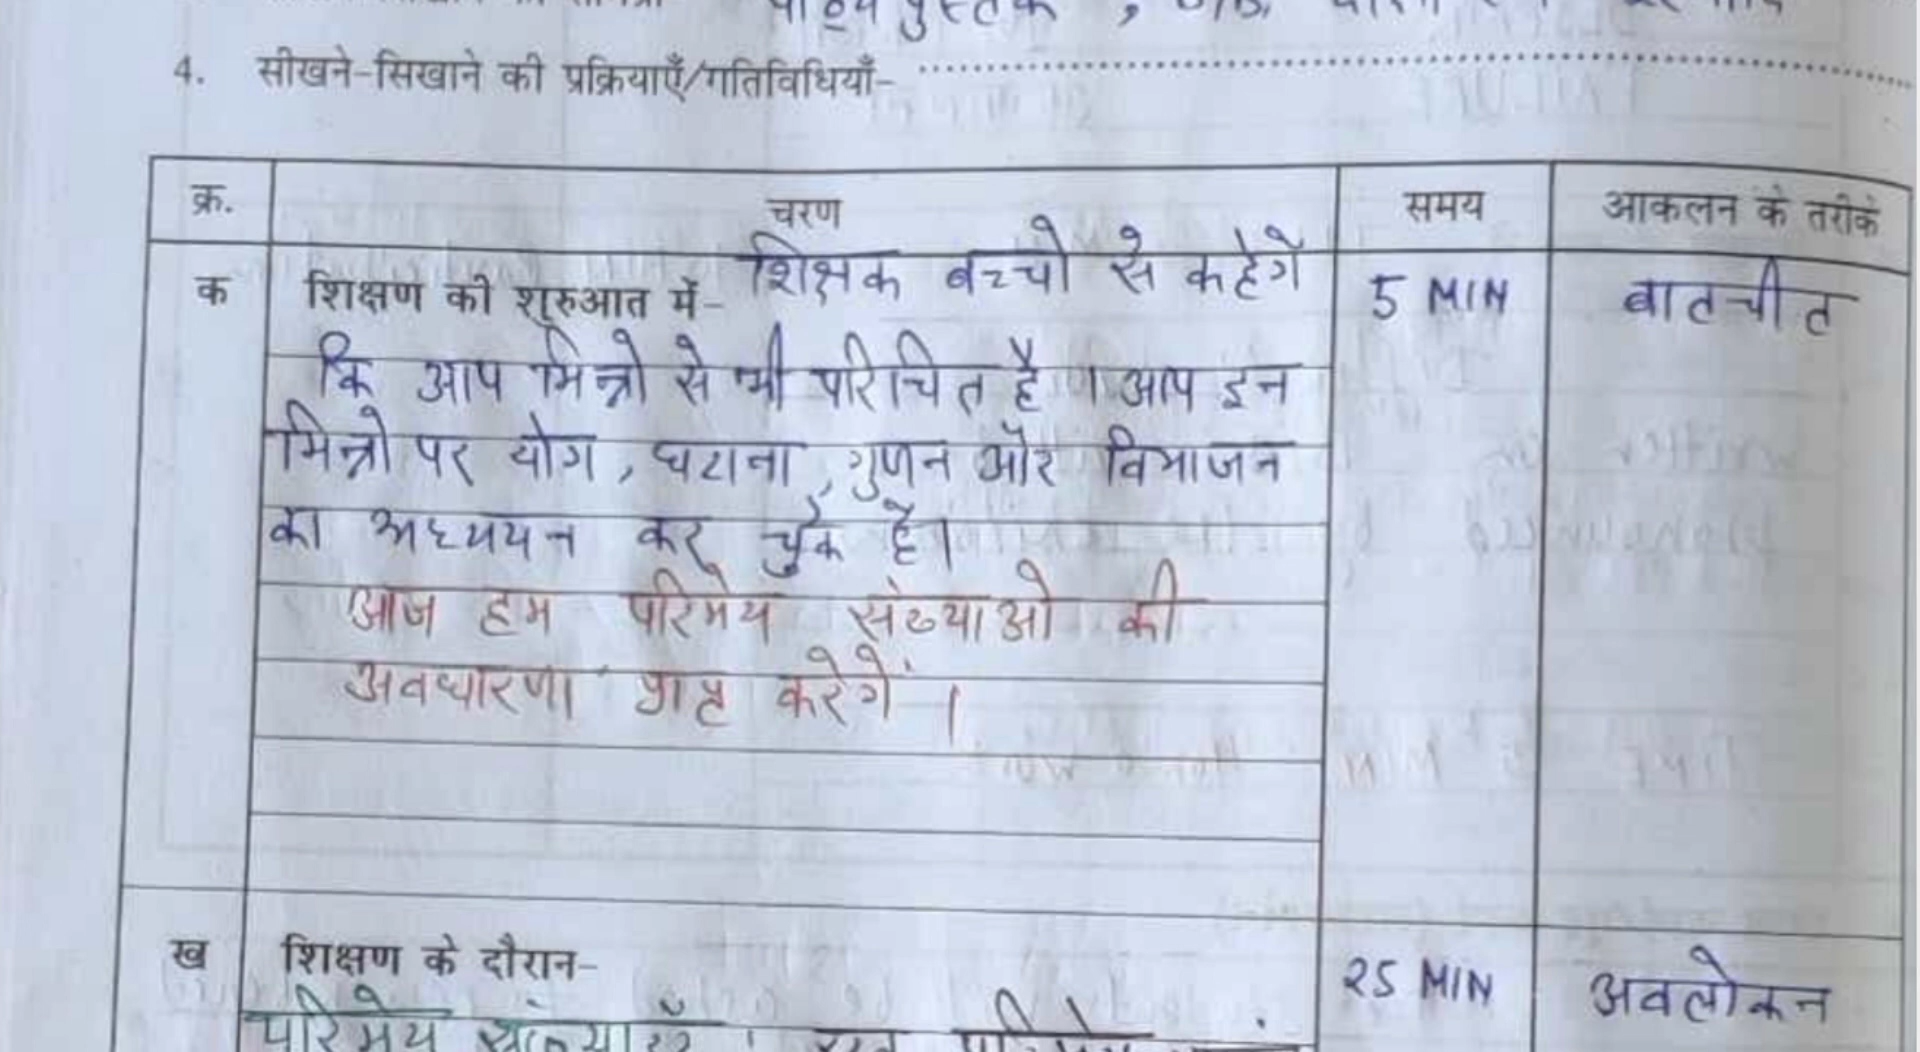 पाठ्य पुस्तक ,
4. सीखने-सिखाने की प्रक्रियाएँ/गतिविधियाँ-
क्र. चरण समय आकलन के तरीके
क शिक्षण की शुरुआत में- शिक्षक बच्चो से कहेगे 5 MIN बातचीत
कि आप भिन्नो से भी परिचित है । आप इन
भिन्नो पर योग, घटाना, गुणन और विभाजन
का अध्ययन कर चुके है।
आज हम परिमेय संख्याओ की
अवधारणा प्राप्त करेगें ।
ख शिक्षण के दौरान- 25 MIN अवलोकन
परिमेय संख्याएँ :